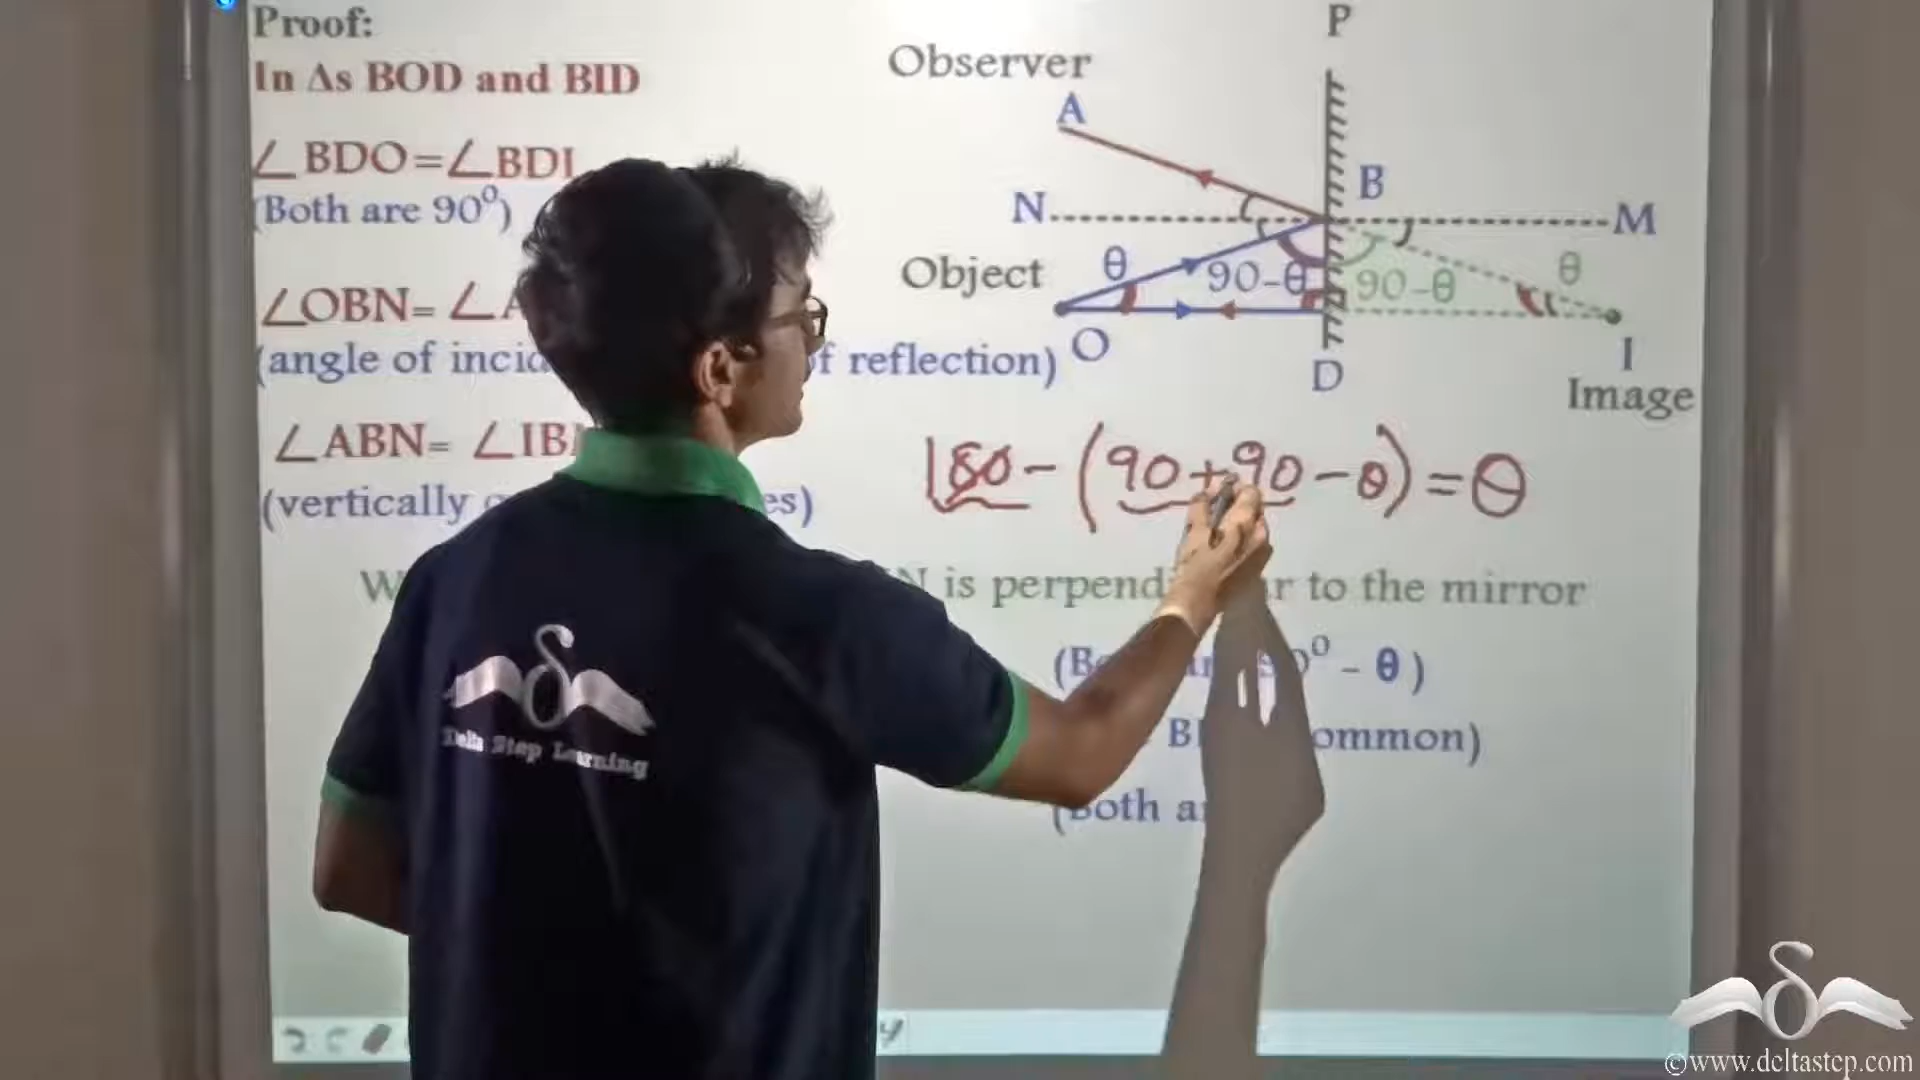 Proof:
In Δs BOD and BID
∠BDO=∠BDI
(Both are 90⁰)
∠OBN= ∠A
(angle of incid f reflection)
∠ABN= ∠IB
(vertically es)
Observer
P
A
B
N
M
Object
θ
90-θ
90-θ
θ
O
D
I
Image
180 - (90+90-θ) = θ
N is perpend r to the mirror
⁰ - θ )
ommon)
Both a
Delta Step Learning
©www.deltastep.com